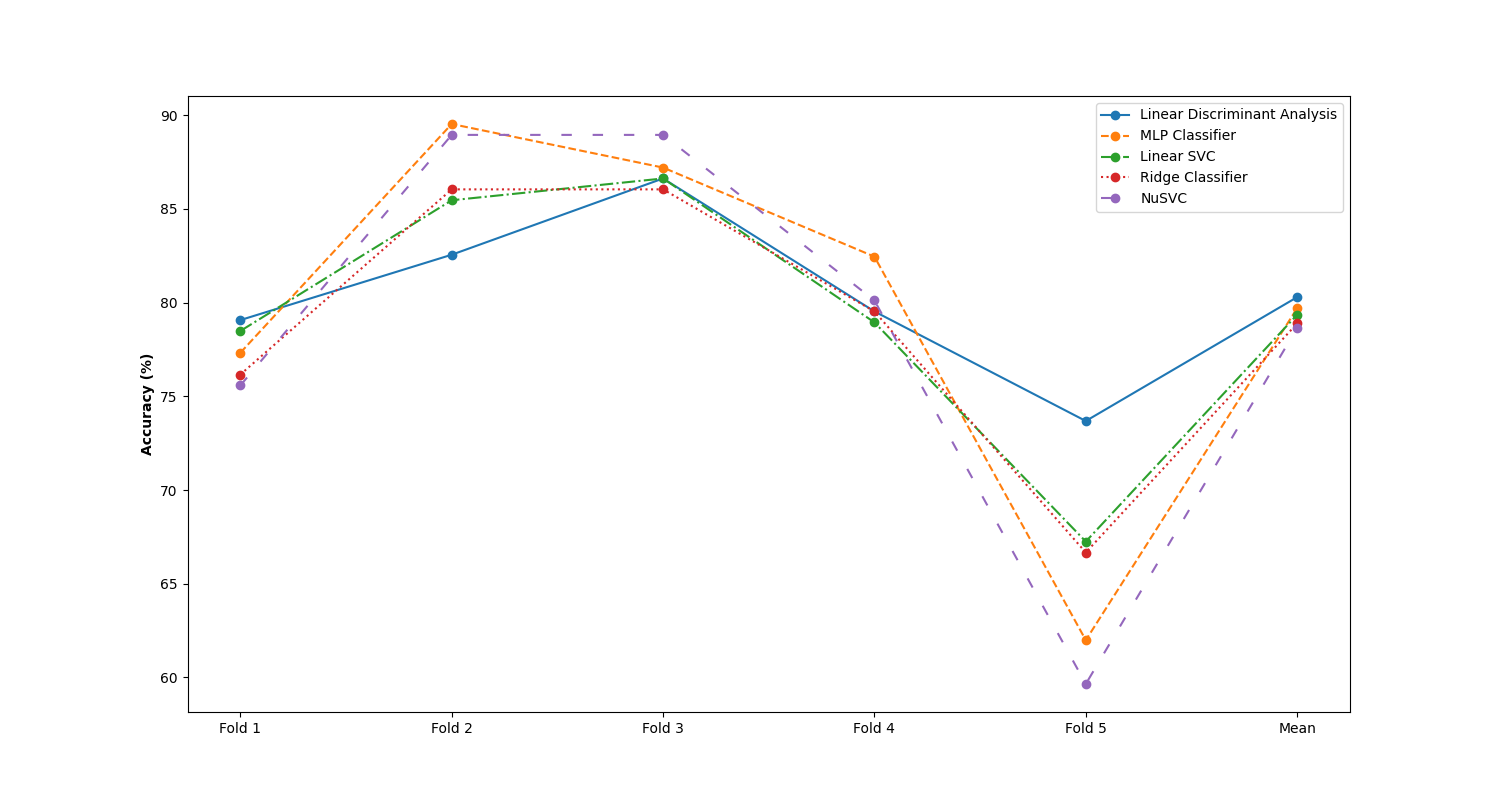 Accuracy (%)
90
85
80
75
70
65
60
Fold 1 Fold 2 Fold 3 Fold 4 Fold 5 Mean
Linear Discriminant Analysis
MLP Classifier
Linear SVC
Ridge Classifier
NuSVC